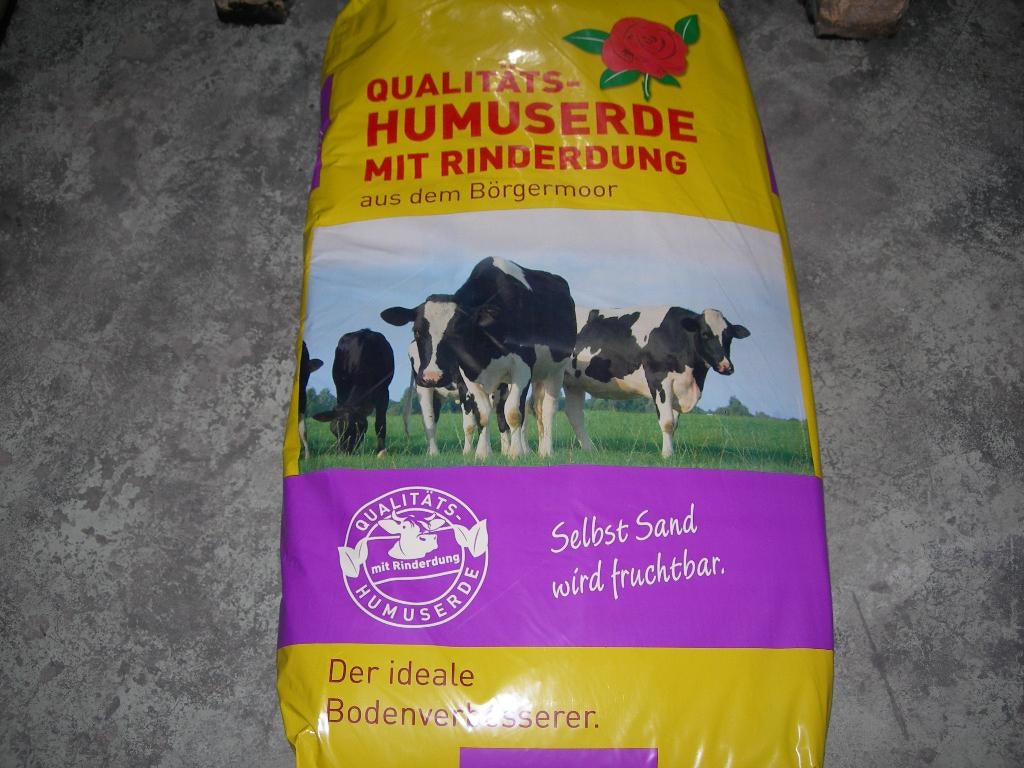 QUALITÄTS-
HUMUSERDE
MIT RINDERDUNG
aus dem Börgermoor
QUALITÄTS-
mit Rinderdung
HUMUSERDE
Selbst Sand
wird fruchtbar.
Der ideale
Bodenverbesserer.